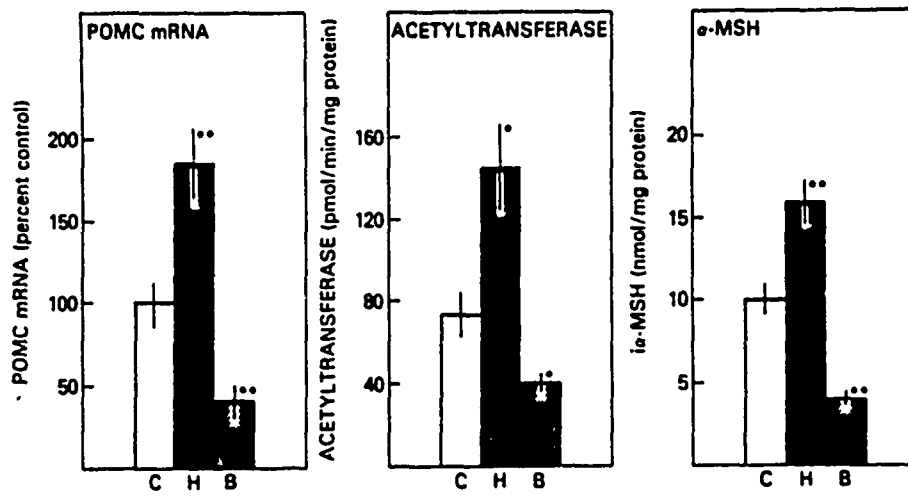 POMC mRNA
POMC mRNA (percent control)
200
150
100
50
C H B
ACETYLTRANSFERASE
ACETYLTRANSFERASE (pmol/min/mg protein)
160
120
80
40
C H B
α-MSH
iα-MSH (nmol/mg protein)
20
15
10
5
C H B